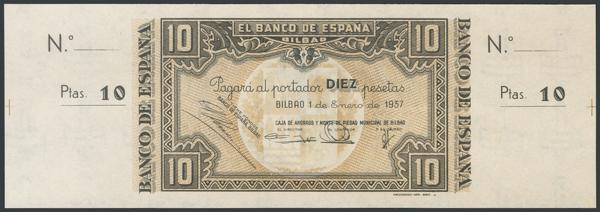 N.º
Ptas. 10
BANCO DE ESPAÑA
10
EL BANCO DE ESPAÑA
BILBAO
10
Pagará al portador DIEZ pesetas
BILBAO 1 de Enero de 1937
CAJA DE AHORROS Y MONTE DE PIEDAD MUNICIPAL DE BILBAO
10
10
BANCO DE ESPAÑA
N.º
Ptas. 10